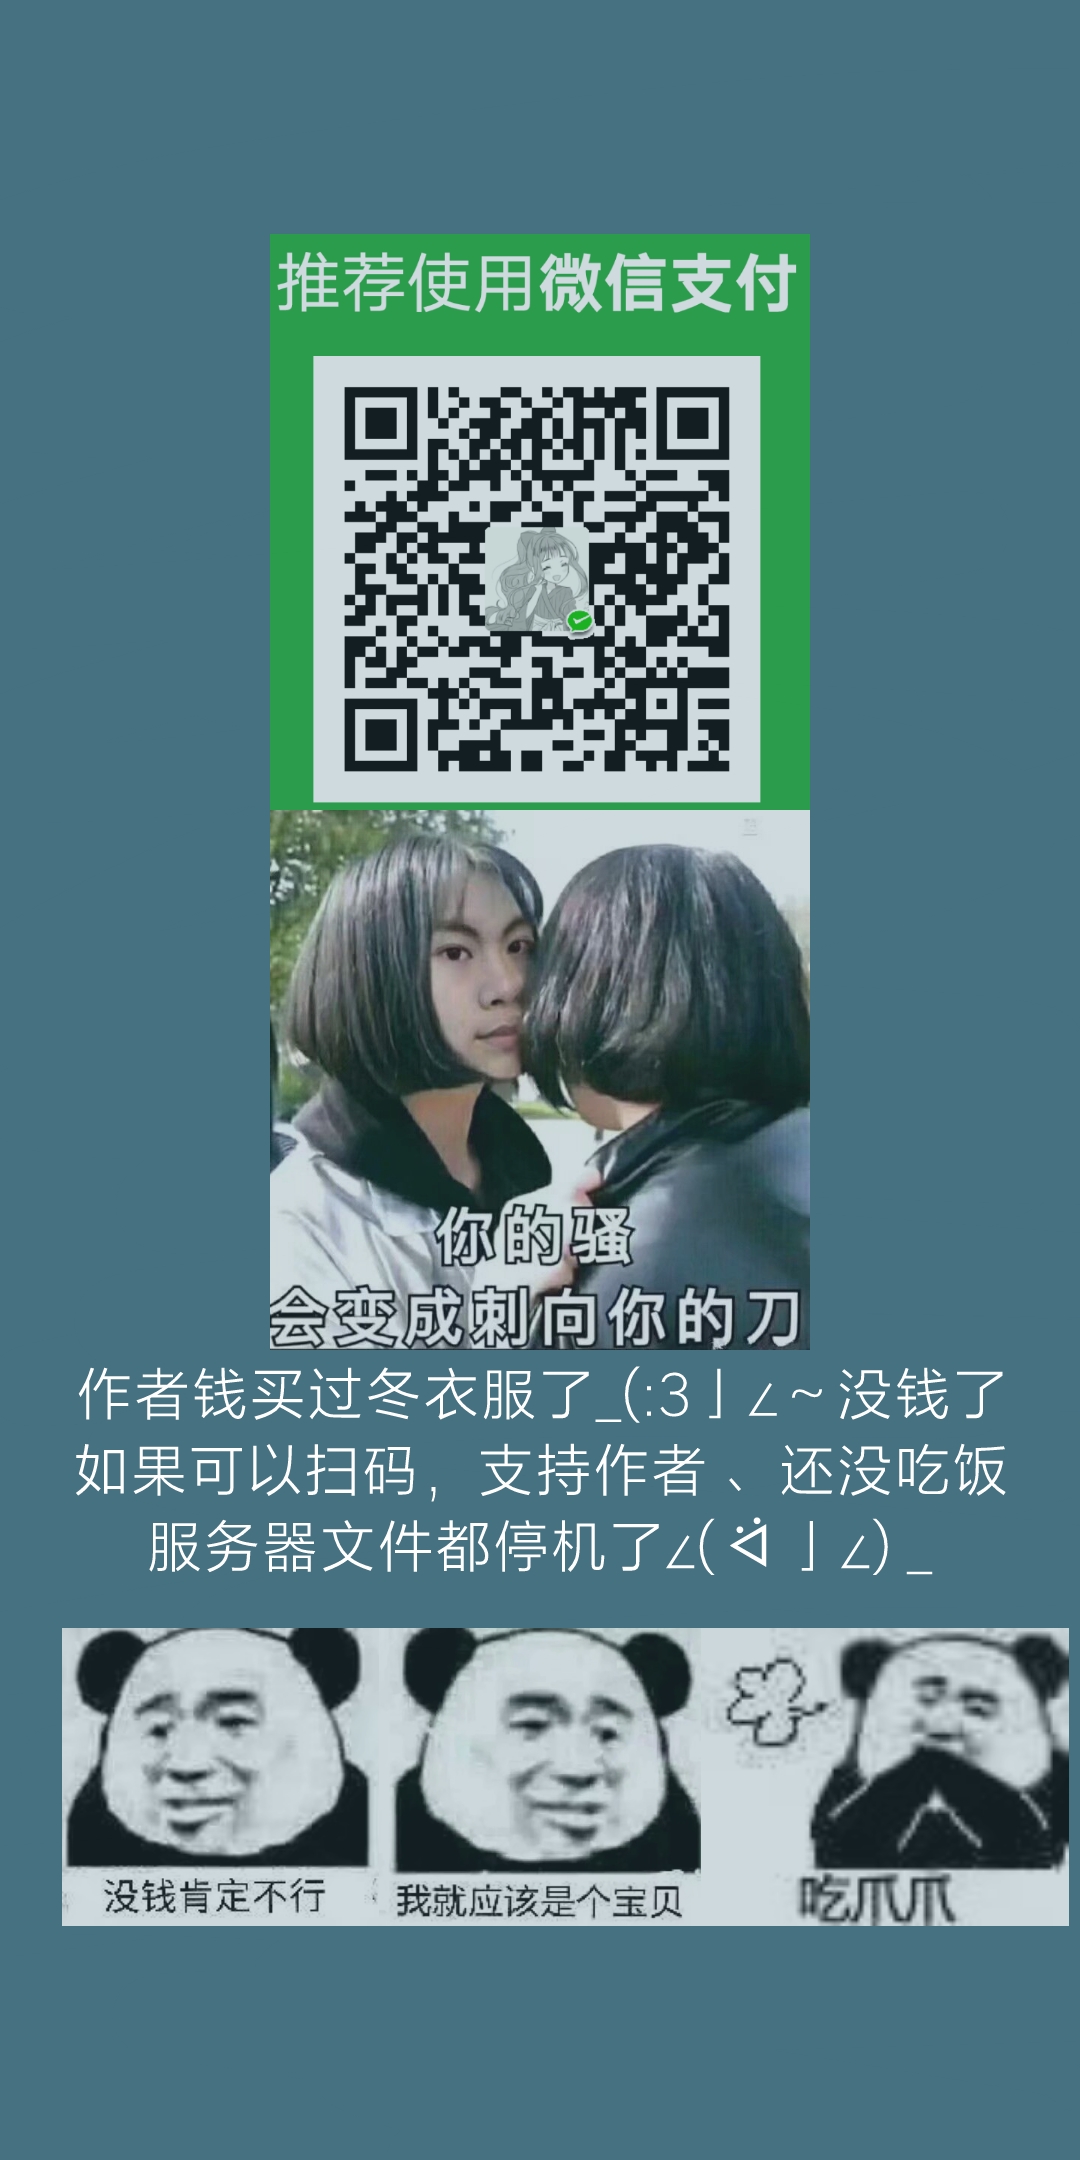 推荐使用微信支付
你的骚
会变成刺向你的刀
作者钱买过冬衣服了_(:3」∠~没钱了
如果可以扫码，支持作者、还没吃饭
服务器文件都停机了∠( ᐛ 」∠)_
没钱肯定不行
我就应该是个宝贝
吃爪爪